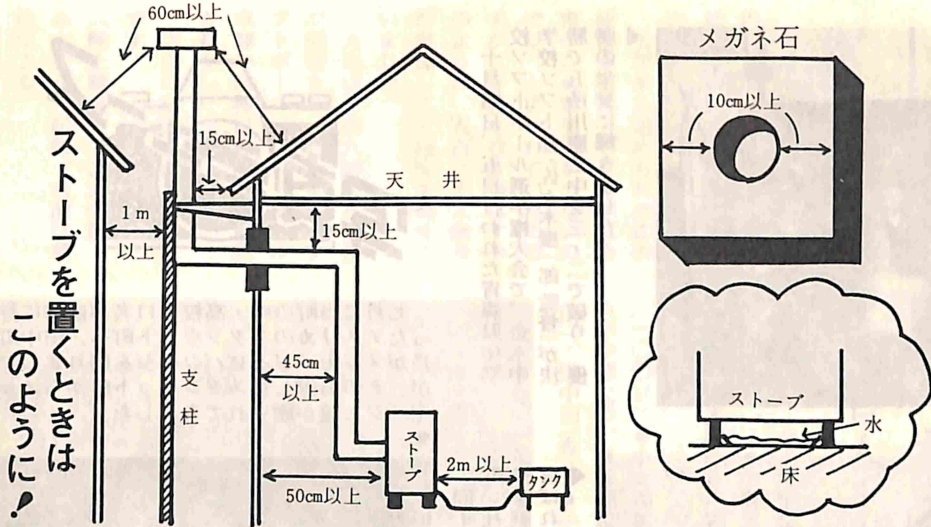 ストーブを置くときは
このように！
60cm以上
15cm以上
天井
1m
以上
15cm以上
支柱
45cm
以上
50cm以上
ストーブ
2m以上
タンク
メガネ石
10cm以上
ストーブ
水
床